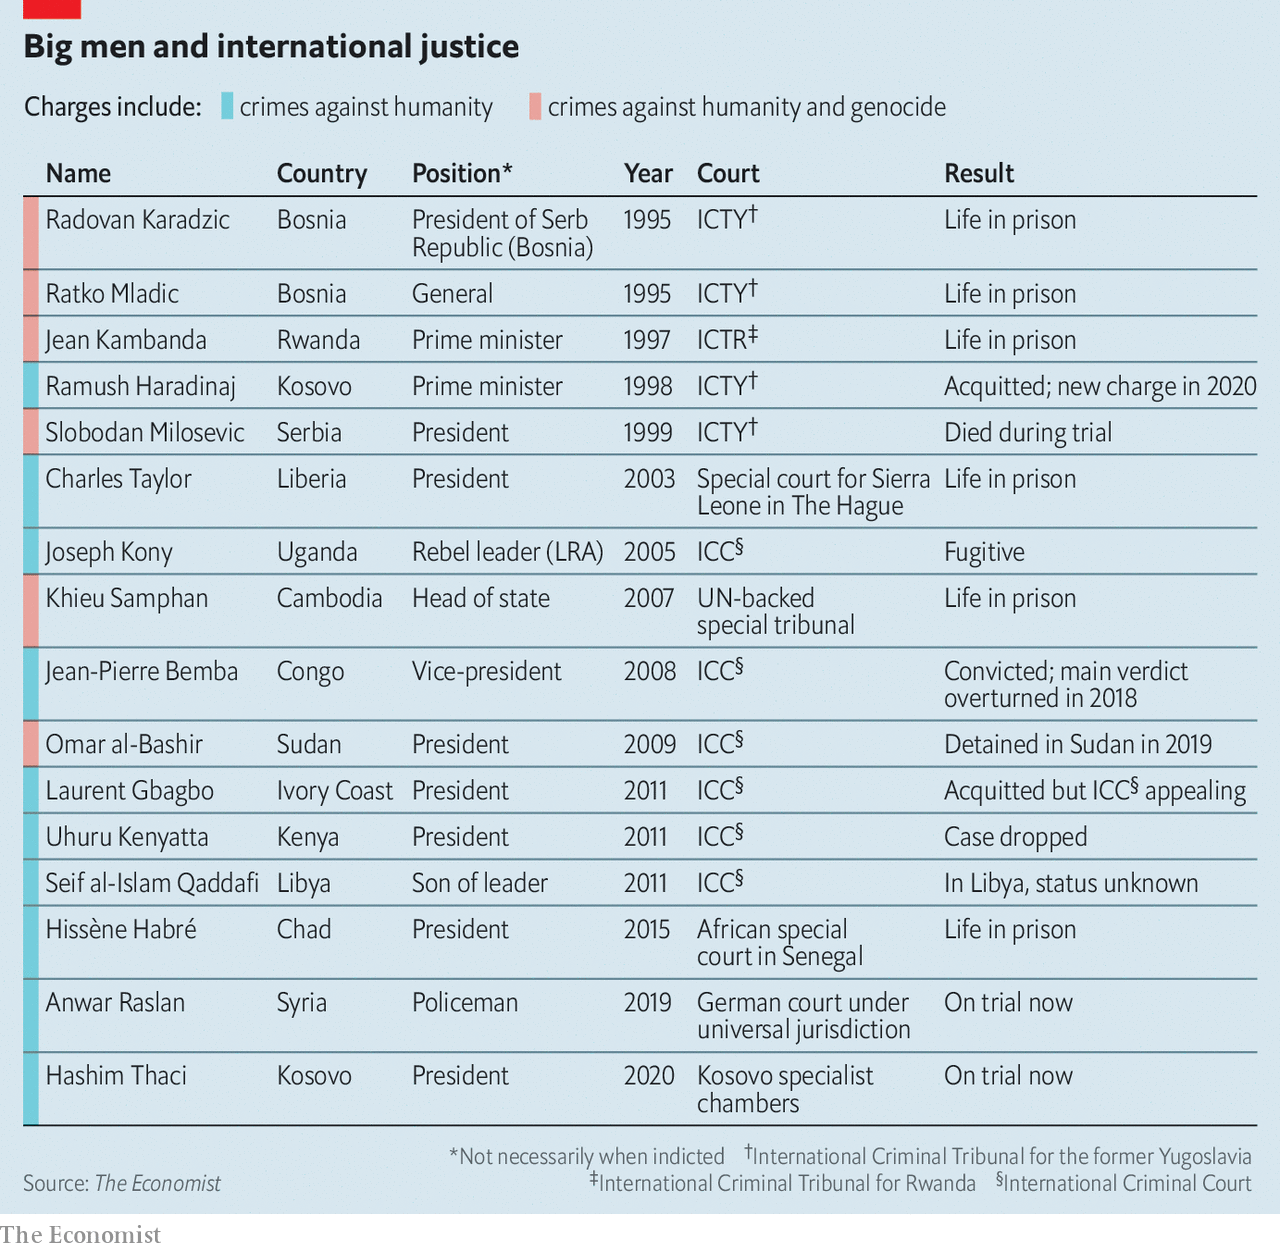 Big men and international justice
Charges include: crimes against humanity crimes against humanity and genocide
Name Country Position* Year Court Result
Radovan Karadzic Bosnia President of Serb 1995 ICTY† Life in prison
Republic (Bosnia)
Ratko Mladic Bosnia General 1995 ICTY† Life in prison
Jean Kambanda Rwanda Prime minister 1997 ICTR‡ Life in prison
Ramush Haradinaj Kosovo Prime minister 1998 ICTY† Acquitted; new charge in 2020
Slobodan Milosevic Serbia President 1999 ICTY† Died during trial
Charles Taylor Liberia President 2003 Special court for Sierra Life in prison
Leone in The Hague
Joseph Kony Uganda Rebel leader (LRA) 2005 ICC§ Fugitive
Khieu Samphan Cambodia Head of state 2007 UN-backed Life in prison
special tribunal
Jean-Pierre Bemba Congo Vice-president 2008 ICC§ Convicted; main verdict
overturned in 2018
Omar al-Bashir Sudan President 2009 ICC§ Detained in Sudan in 2019
Laurent Gbagbo Ivory Coast President 2011 ICC§ Acquitted but ICC§ appealing
Uhuru Kenyatta Kenya President 2011 ICC§ Case dropped
Seif al-Islam Qaddafi Libya Son of leader 2011 ICC§ In Libya, status unknown
Hissène Habré Chad President 2015 African special Life in prison
court in Senegal
Anwar Raslan Syria Policeman 2019 German court under On trial now
universal jurisdiction
Hashim Thaci Kosovo President 2020 Kosovo specialist On trial now
chambers
*Not necessarily when indicted †International Criminal Tribunal for the former Yugoslavia
Source: The Economist ‡International Criminal Tribunal for Rwanda §International Criminal Court
The Economist